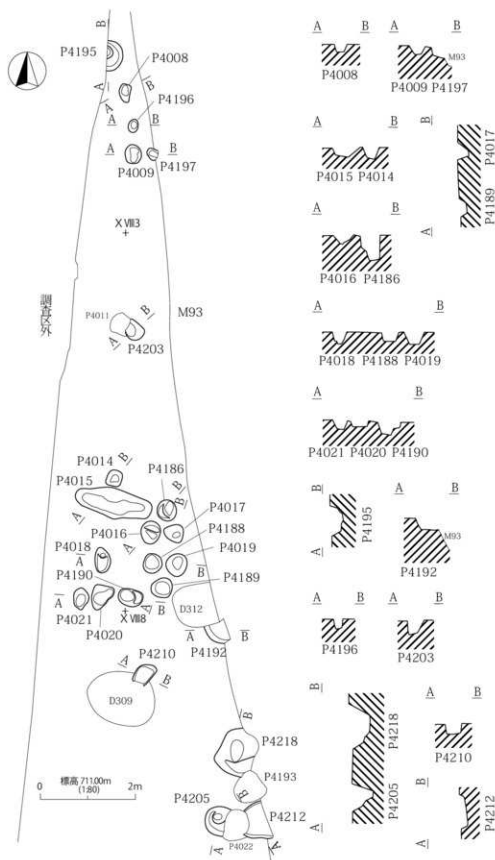 B
P4195
P4008
A
B
A
P4196
A
B
A
B
P4009
P4197
XⅧ3
調査区外
M93
P4011
B
A
P4203
P4014
B
P4015
P4186
B
P4017
A
P4016
A
P4188
P4018
A
P4019
P4190
B
P4189
A
A
B
D312
P4021
P4020
XⅧ8
A
B
P4192
P4210
A
B
D309
B
P4218
P4193
B
P4205
P4212
P4022
A
A
標高 711.00m
(1:80)
0
2m
A B
P4008
A B
M93
P4009 P4197
A B
P4015 P4014
B
P4017
P4189
A
A B
P4016 P4186
A B
P4018 P4188 P4019
A B
P4021 P4020 P4190
B
P4195
A
A B
M93
P4192
A B
P4196
A B
P4203
B
P4218
P4205
A
A B
P4210
B
P4212
A